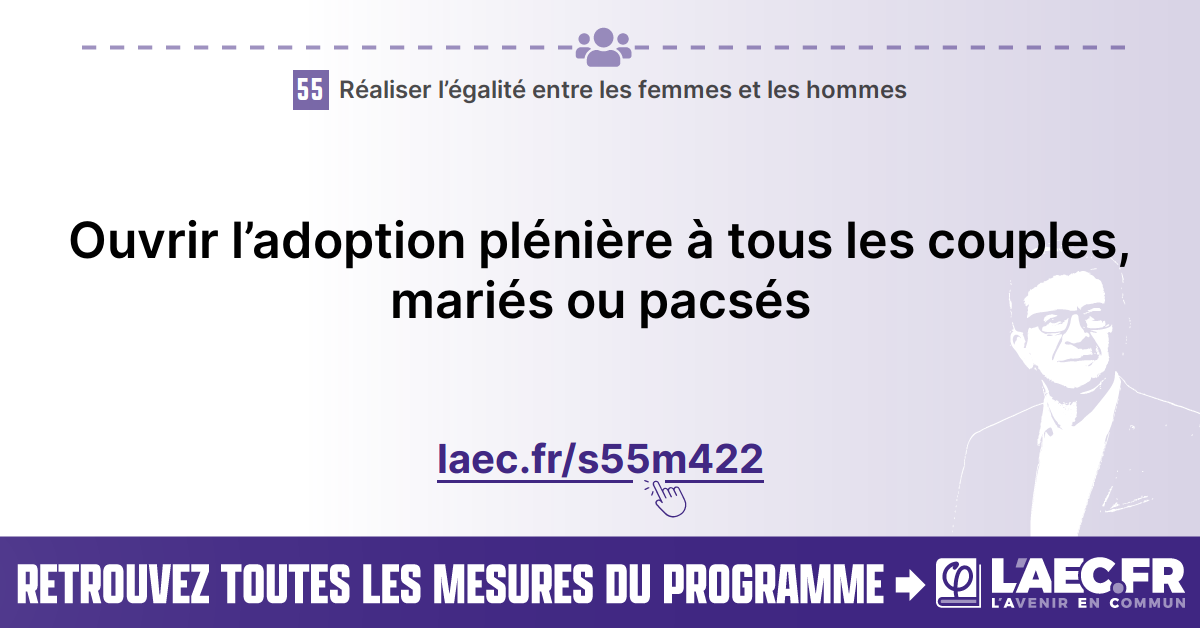 55 Réaliser l’égalité entre les femmes et les hommes
Ouvrir l’adoption plénière à tous les couples,
mariés ou pacsés
laec.fr/s55m422
RETROUVEZ TOUTES LES MESURES DU PROGRAMME → φ L'AEC.FR
L'AVENIR EN COMMUN